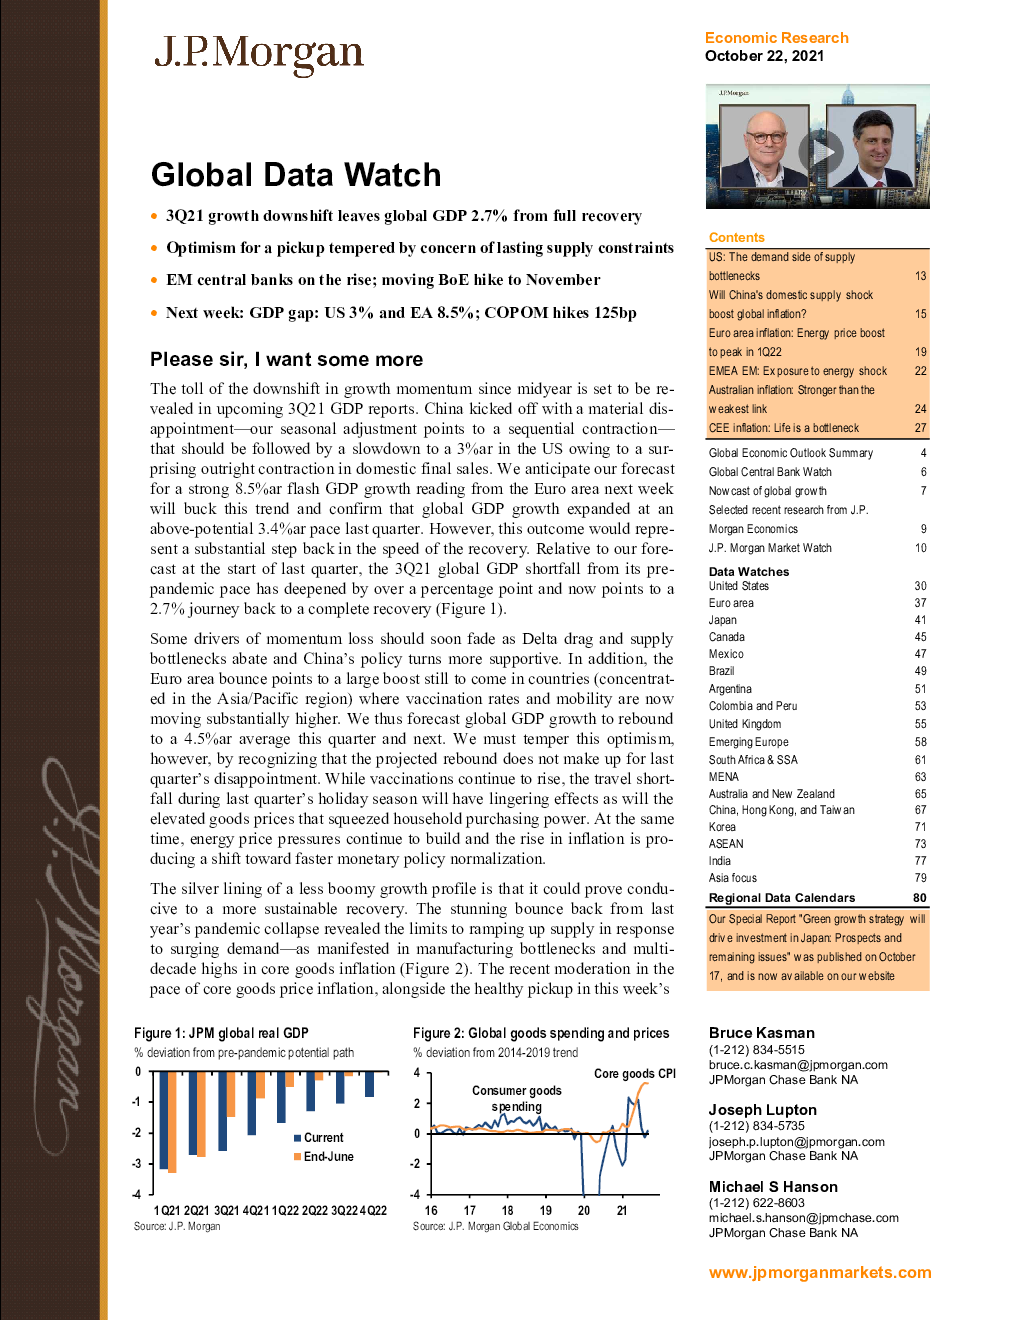 J.P.Morgan
Economic Research
October 22, 2021
J.P.Morgan
Global Data Watch
• 3Q21 growth downshift leaves global GDP 2.7% from full recovery
• Optimism for a pickup tempered by concern of lasting supply constraints
• EM central banks on the rise; moving BoE hike to November
• Next week: GDP gap: US 3% and EA 8.5%; COPOM hikes 125bp
Please sir, I want some more
The toll of the downshift in growth momentum since midyear is set to be re-
vealed in upcoming 3Q21 GDP reports. China kicked off with a material dis-
appointment—our seasonal adjustment points to a sequential contraction—
that should be followed by a slowdown to a 3%ar in the US owing to a sur-
prising outright contraction in domestic final sales. We anticipate our forecast
for a strong 8.5%ar flash GDP growth reading from the Euro area next week
will buck this trend and confirm that global GDP growth expanded at an
above-potential 3.4%ar pace last quarter. However, this outcome would repre-
sent a substantial step back in the speed of the recovery. Relative to our fore-
cast at the start of last quarter, the 3Q21 global GDP shortfall from its pre-
pandemic pace has deepened by over a percentage point and now points to a
2.7% journey back to a complete recovery (Figure 1).
Some drivers of momentum loss should soon fade as Delta drag and supply
bottlenecks abate and China's policy turns more supportive. In addition, the
Euro area bounce points to a large boost still to come in countries (concentrat-
ed in the Asia/Pacific region) where vaccination rates and mobility are now
moving substantially higher. We thus forecast global GDP growth to rebound
to a 4.5%ar average this quarter and next. We must temper this optimism,
however, by recognizing that the projected rebound does not make up for last
quarter's disappointment. While vaccinations continue to rise, the travel short-
fall during last quarter's holiday season will have lingering effects as will the
elevated goods prices that squeezed household purchasing power. At the same
time, energy price pressures continue to build and the rise in inflation is pro-
ducing a shift toward faster monetary policy normalization.
The silver lining of a less boomy growth profile is that it could prove condu-
cive to a more sustainable recovery. The stunning bounce back from last
year's pandemic collapse revealed the limits to ramping up supply in response
to surging demand—as manifested in manufacturing bottlenecks and multi-
decade highs in core goods inflation (Figure 2). The recent moderation in the
pace of core goods price inflation, alongside the healthy pickup in this week's
Contents
US: The demand side of supply
bottlenecks 13
Will China's domestic supply shock
boost global inflation? 15
Euro area inflation: Energy price boost
to peak in 1Q22 19
EMEA EM: Exposure to energy shock 22
Australian inflation: Stronger than the
weakest link 24
CEE inflation: Life is a bottleneck 27
Global Economic Outlook Summary 4
Global Central Bank Watch 6
Nowcast of global growth 7
Selected recent research from J.P.
Morgan Economics 9
J.P. Morgan Market Watch 10
Data Watches
United States 30
Euro area 37
Japan 41
Canada 45
Mexico 47
Brazil 49
Argentina 51
Colombia and Peru 53
United Kingdom 55
Emerging Europe 58
South Africa & SSA 61
MENA 63
Australia and New Zealand 65
China, Hong Kong, and Taiwan 67
Korea 71
ASEAN 73
India 77
Asia focus 79
Regional Data Calendars 80
Our Special Report "Green growth strategy will
drive investment in Japan: Prospects and
remaining issues" was published on October
17, and is now available on our website
Figure 1: JPM global real GDP
% deviation from pre-pandemic potential path
0
-1
-2
-3
-4
Current
End-June
1Q21 2Q21 3Q21 4Q21 1Q22 2Q22 3Q22 4Q22
Source: J.P. Morgan
Figure 2: Global goods spending and prices
% deviation from 2014-2019 trend
Core goods CPI
Consumer goods
spending
4
2
0
-2
-4
16 17 18 19 20 21
Source: J.P. Morgan Global Economics
Bruce Kasman
(1-212) 834-5515
bruce.c.kasman@jpmorgan.com
JPMorgan Chase Bank NA
Joseph Lupton
(1-212) 834-5735
joseph.p.lupton@jpmorgan.com
JPMorgan Chase Bank NA
Michael S Hanson
(1-212) 622-8603
michael.s.hanson@jpmchase.com
JPMorgan Chase Bank NA
www.jpmorganmarkets.com
J.P.Morgan